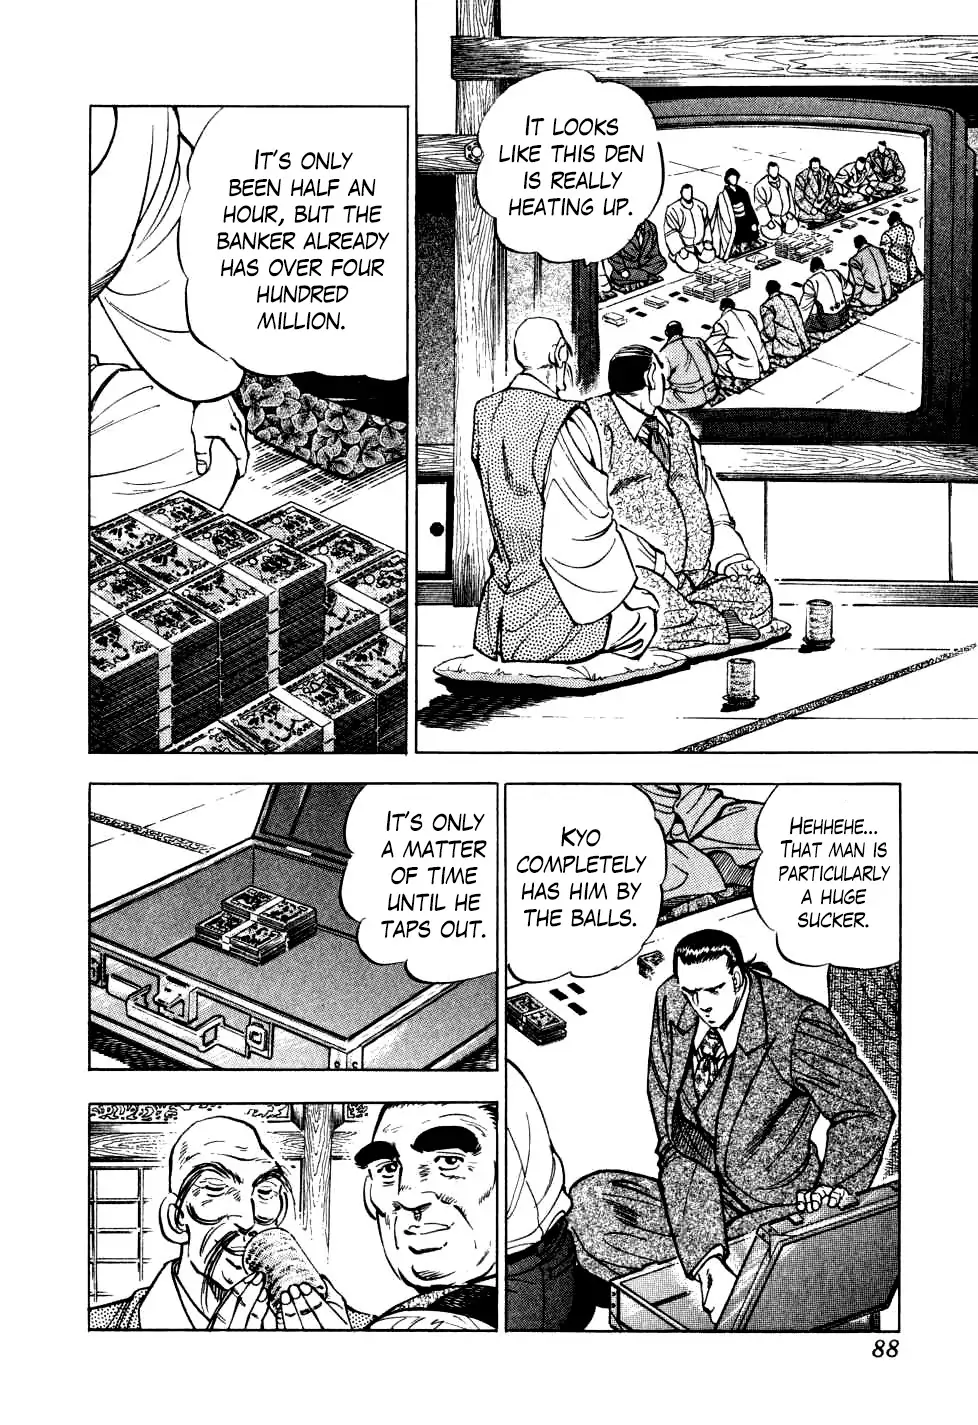 IT LOOKS
LIKE THIS DEN
IS REALLY
HEATING UP.
IT'S ONLY
BEEN HALF AN
HOUR, BUT THE
BANKER ALREADY
HAS OVER FOUR
HUNDRED
MILLION.
HEHHEHE...
THAT MAN IS
PARTICULARLY
A HUGE
SUCKER.
KYO
COMPLETELY
HAS HIM BY
THE BALLS.
IT'S ONLY
A MATTER
OF TIME
UNTIL HE
TAPS OUT.
88